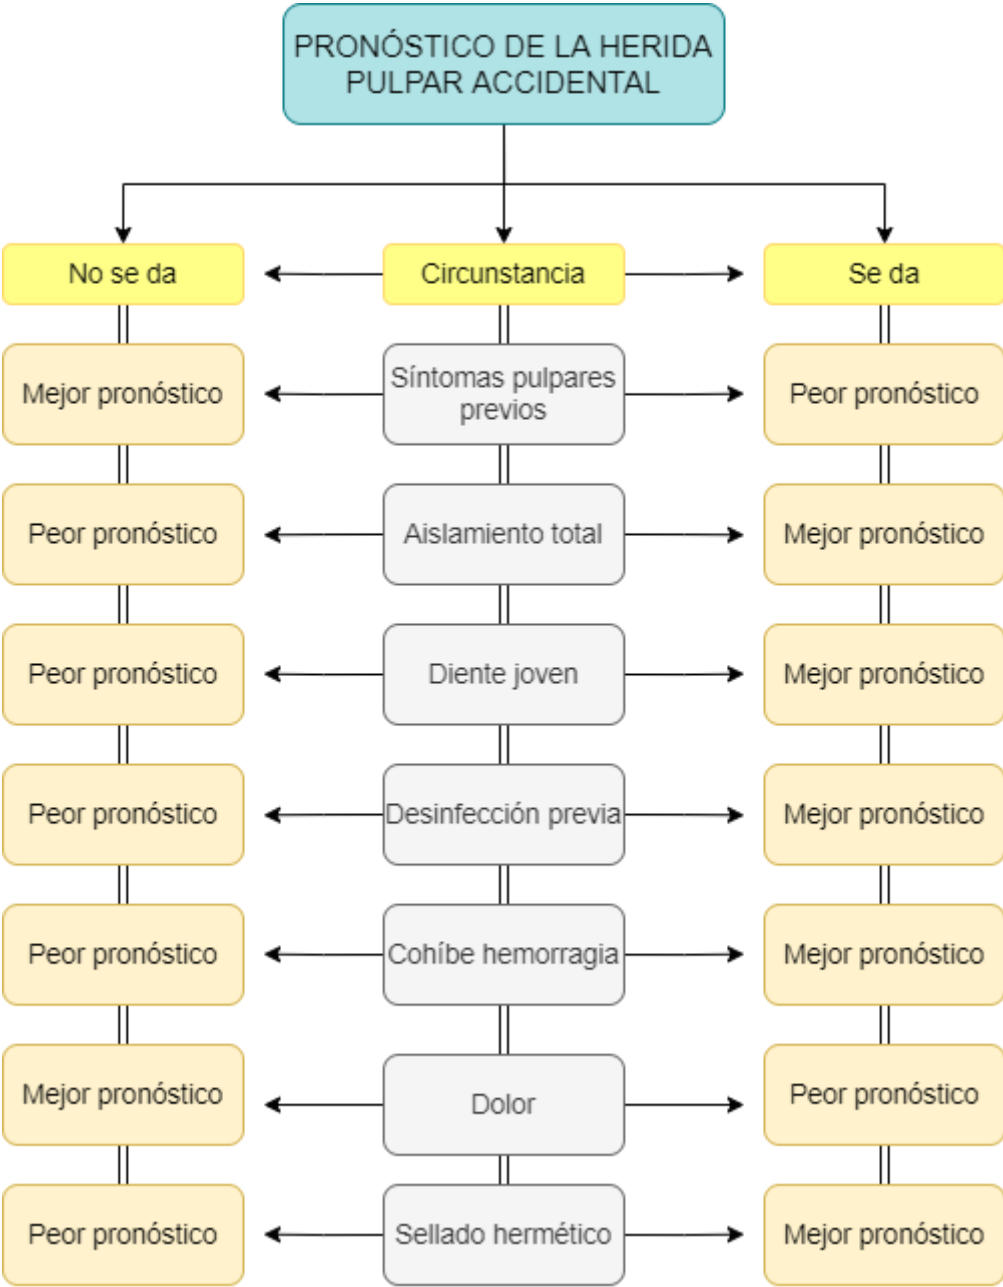 PRONÓSTICO DE LA HERIDA
PULPAR ACCIDENTAL
No se da
Circunstancia
Se da
Mejor pronóstico
Síntomas pulpares
previos
Peor pronóstico
Peor pronóstico
Aislamiento total
Mejor pronóstico
Peor pronóstico
Diente joven
Mejor pronóstico
Peor pronóstico
Desinfección previa
Mejor pronóstico
Peor pronóstico
Cohíbe hemorragia
Mejor pronóstico
Mejor pronóstico
Dolor
Peor pronóstico
Peor pronóstico
Sellado hermético
Mejor pronóstico